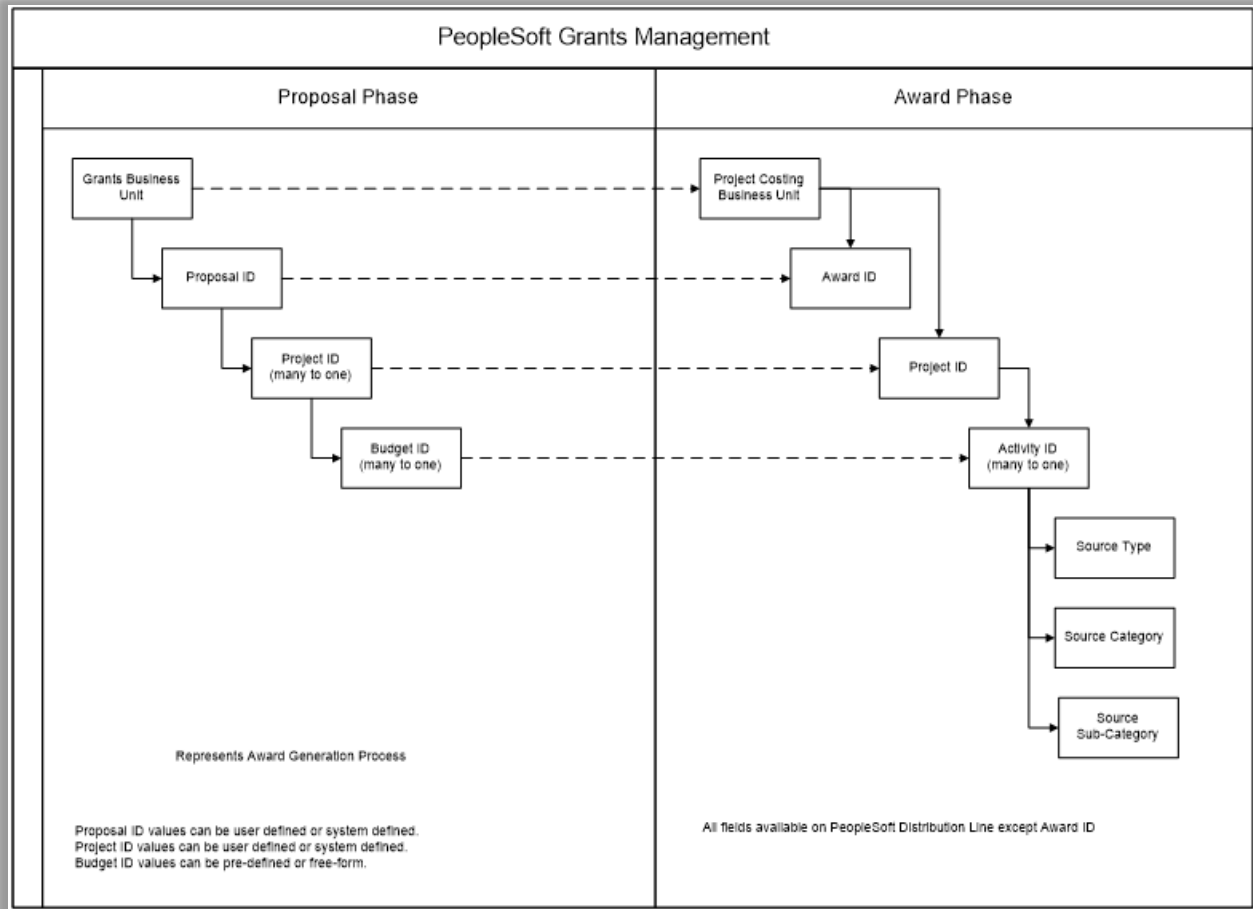 PeopleSoft Grants Management
Proposal Phase
Award Phase
Grants Business
Unit
Project Costing
Business Unit
Proposal ID
Award ID
Project ID
(many to one)
Project ID
Budget ID
(many to one)
Activity ID
(many to one)
Source Type
Source Category
Source
Sub-Category
Represents Award Generation Process
Proposal ID values can be user defined or system defined.
Project ID values can be user defined or system defined.
Budget ID values can be pre-defined or free-form.
All fields available on PeopleSoft Distribution Line except Award ID